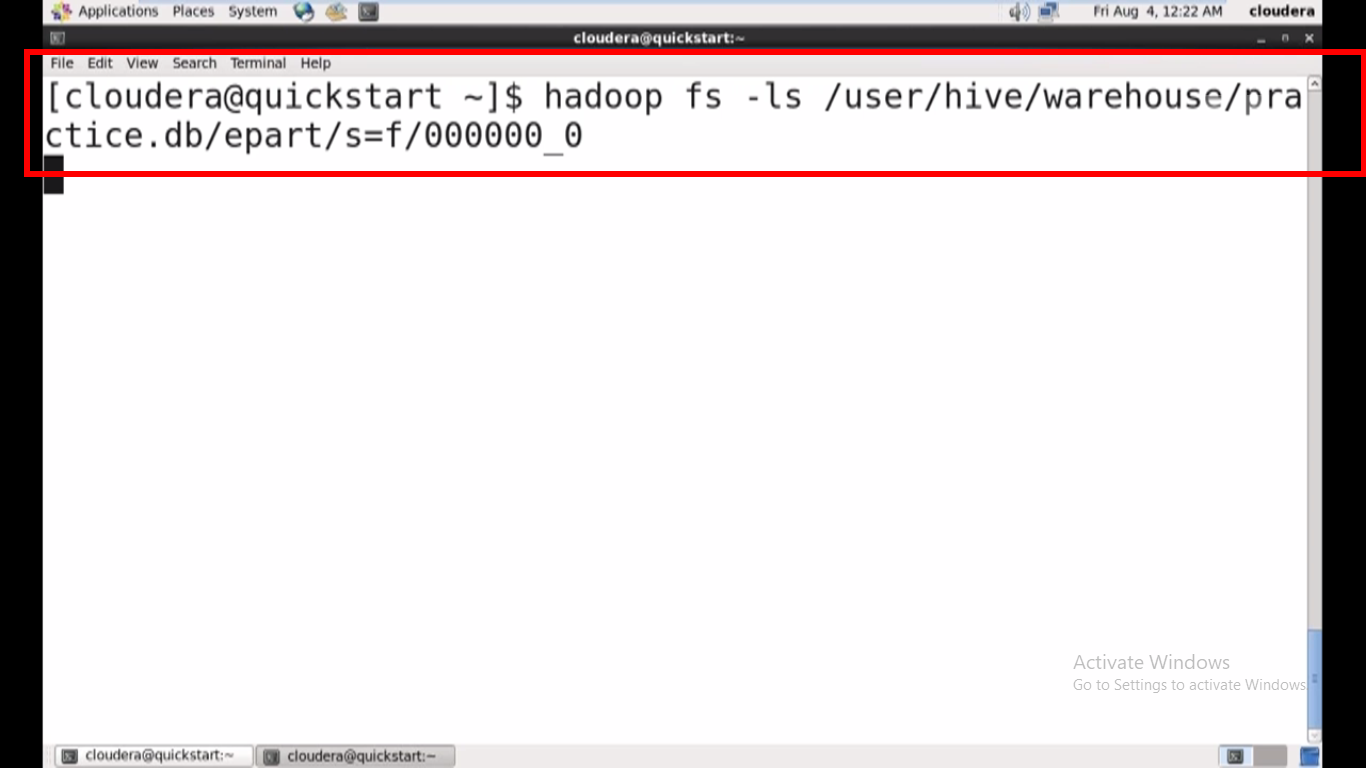 Applications Places System Fri Aug 4, 12:22 AM cloudera
cloudera@quickstart:~
File Edit View Search Terminal Help
[cloudera@quickstart ~]$ hadoop fs -ls /user/hive/warehouse/pra
ctice.db/epart/s=f/000000_0
Activate Windows
Go to Settings to activate Windows.
cloudera@quickstart:~ cloudera@quickstart:~